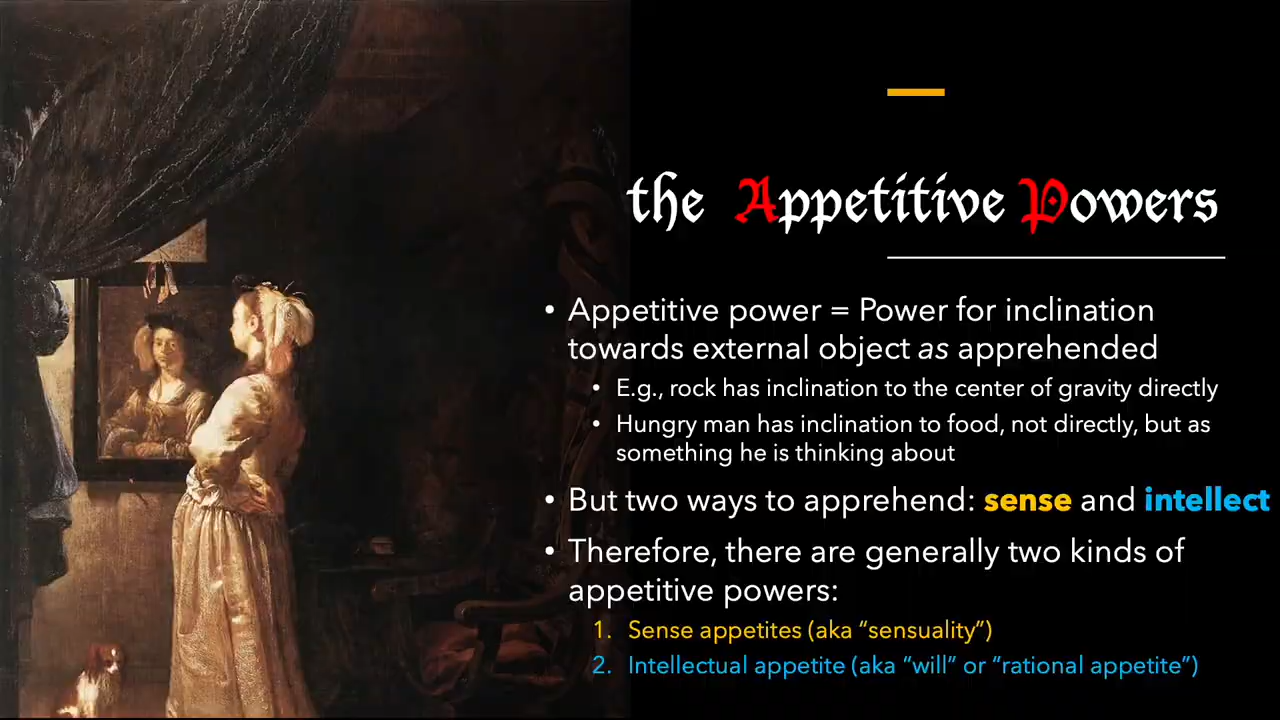 the Appetitive Powers
• Appetitive power = Power for inclination
towards external object as apprehended
• E.g., rock has inclination to the center of gravity directly
• Hungry man has inclination to food, not directly, but as
something he is thinking about
• But two ways to apprehend: sense and intellect
• Therefore, there are generally two kinds of
appetitive powers:
1. Sense appetites (aka “sensuality”)
2. Intellectual appetite (aka “will” or “rational appetite”)